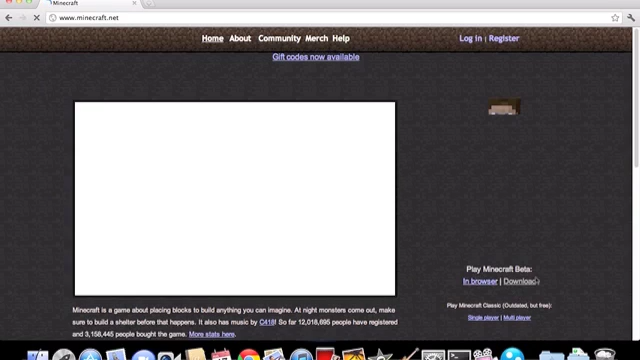 Minecraft
www.minecraft.net
Home About Community Merch Help
Log in | Register
Gift codes now available
Play Minecraft Beta:
In browser | Download
Play Minecraft Classic (Outdated, but free):
Single player | Multi player
Minecraft is a game about placing blocks to build anything you can imagine. At night monsters come out, make
sure to build a shelter before that happens. It also has music by C418! So far 12,018,695 people have registered
and 3,158,445 people bought the game. More stats here.